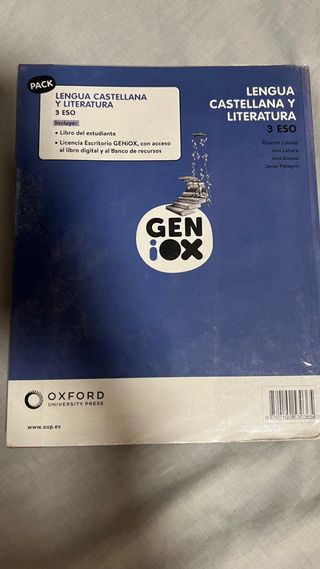 PACK
LENGUA CASTELLANA
Y LITERATURA
3 ESO
Incluye:
• Libro del estudiante
• Licencia Escritorio GENiOX, con acceso
al libro digital y al Banco de recursos
LENGUA
CASTELLANA Y
LITERATURA
3 ESO
Ricardo Lobato
Ana Lahera
Ana Alonso
Javier Pelegrín
GEN
iOX
OXFORD
UNIVERSITY PRESS
www.oup.es